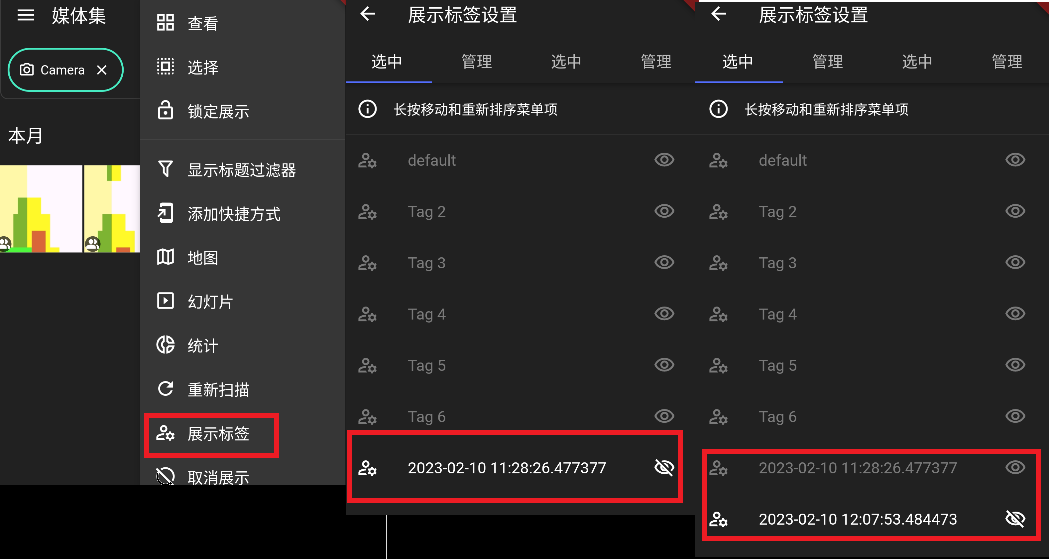 媒体集
Camera
本月
查看
选择
锁定展示
显示标题过滤器
添加快捷方式
地图
幻灯片
统计
重新扫描
展示标签
取消展示
展示标签设置
选中 管理 选中 管理
长按移动和重新排序菜单项
default
Tag 2
Tag 3
Tag 4
Tag 5
Tag 6
2023-02-10 11:28:26.477377
展示标签设置
选中 管理 选中 管理
长按移动和重新排序菜单项
default
Tag 2
Tag 3
Tag 4
Tag 5
Tag 6
2023-02-10 11:28:26.477377
2023-02-10 12:07:53.484473